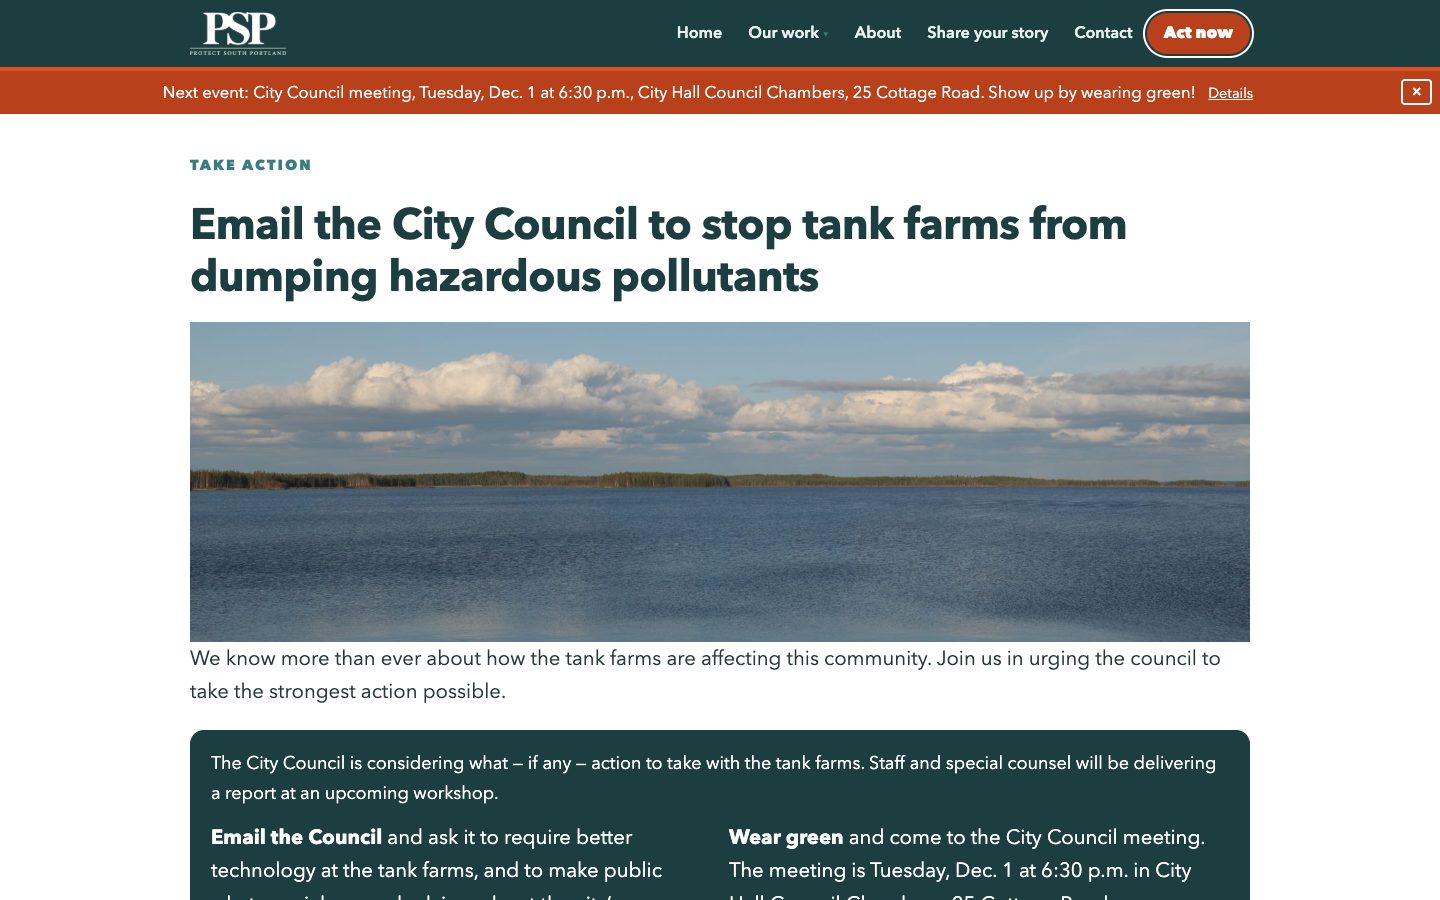 PSP
PROTECT SOUTH PORTLAND
Home Our work About Share your story Contact Act now
Next event: City Council meeting, Tuesday, Dec. 1 at 6:30 p.m., City Hall Council Chambers, 25 Cottage Road. Show up by wearing green! Details ×
TAKE ACTION
Email the City Council to stop tank farms from
dumping hazardous pollutants
We know more than ever about how the tank farms are affecting this community. Join us in urging the council to
take the strongest action possible.
The City Council is considering what – if any – action to take with the tank farms. Staff and special counsel will be delivering
a report at an upcoming workshop.
Email the Council and ask it to require better
technology at the tank farms, and to make public
Wear green and come to the City Council meeting.
The meeting is Tuesday, Dec. 1 at 6:30 p.m. in City